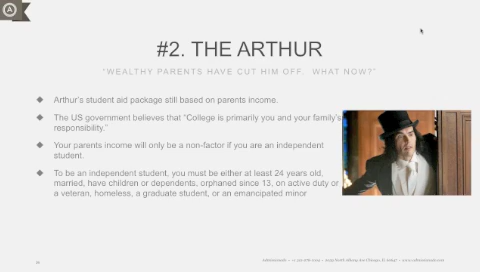 A
#2. THE ARTHUR
"WEALTHY PARENTS HAVE CUT HIM OFF. WHAT NOW?"
Arthur's student aid package still based on parents income.
The US government believes that "College is primarily you and your family's
responsibility."
Your parents income will only be a non-factor if you are an independent
student.
To be an independent student, you must be either at least 24 years old,
married, have children or dependents, orphaned since 13, on active duty or
a veteran, homeless, a graduate student, or an emancipated minor